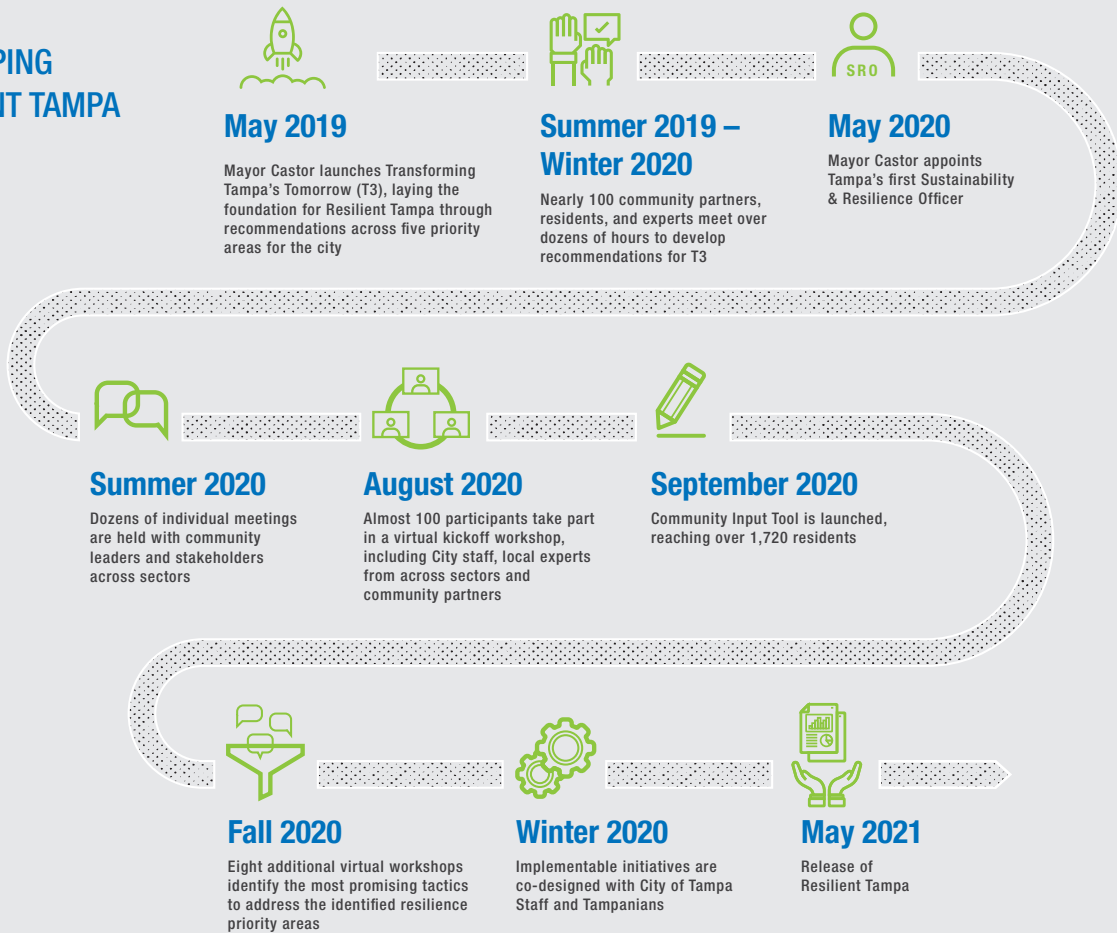 PING
NT TAMPA
SRO
May 2019
Mayor Castor launches Transforming
Tampa's Tomorrow (T3), laying the
foundation for Resilient Tampa through
recommendations across five priority
areas for the city
Summer 2019 –
Winter 2020
Nearly 100 community partners,
residents, and experts meet over
dozens of hours to develop
recommendations for T3
May 2020
Mayor Castor appoints
Tampa's first Sustainability
& Resilience Officer
Summer 2020
Dozens of individual meetings
are held with community
leaders and stakeholders
across sectors
August 2020
Almost 100 participants take part
in a virtual kickoff workshop,
including City staff, local experts
from across sectors and
community partners
September 2020
Community Input Tool is launched,
reaching over 1,720 residents
Fall 2020
Eight additional virtual workshops
identify the most promising tactics
to address the identified resilience
priority areas
Winter 2020
Implementable initiatives are
co-designed with City of Tampa
Staff and Tampanians
May 2021
Release of
Resilient Tampa